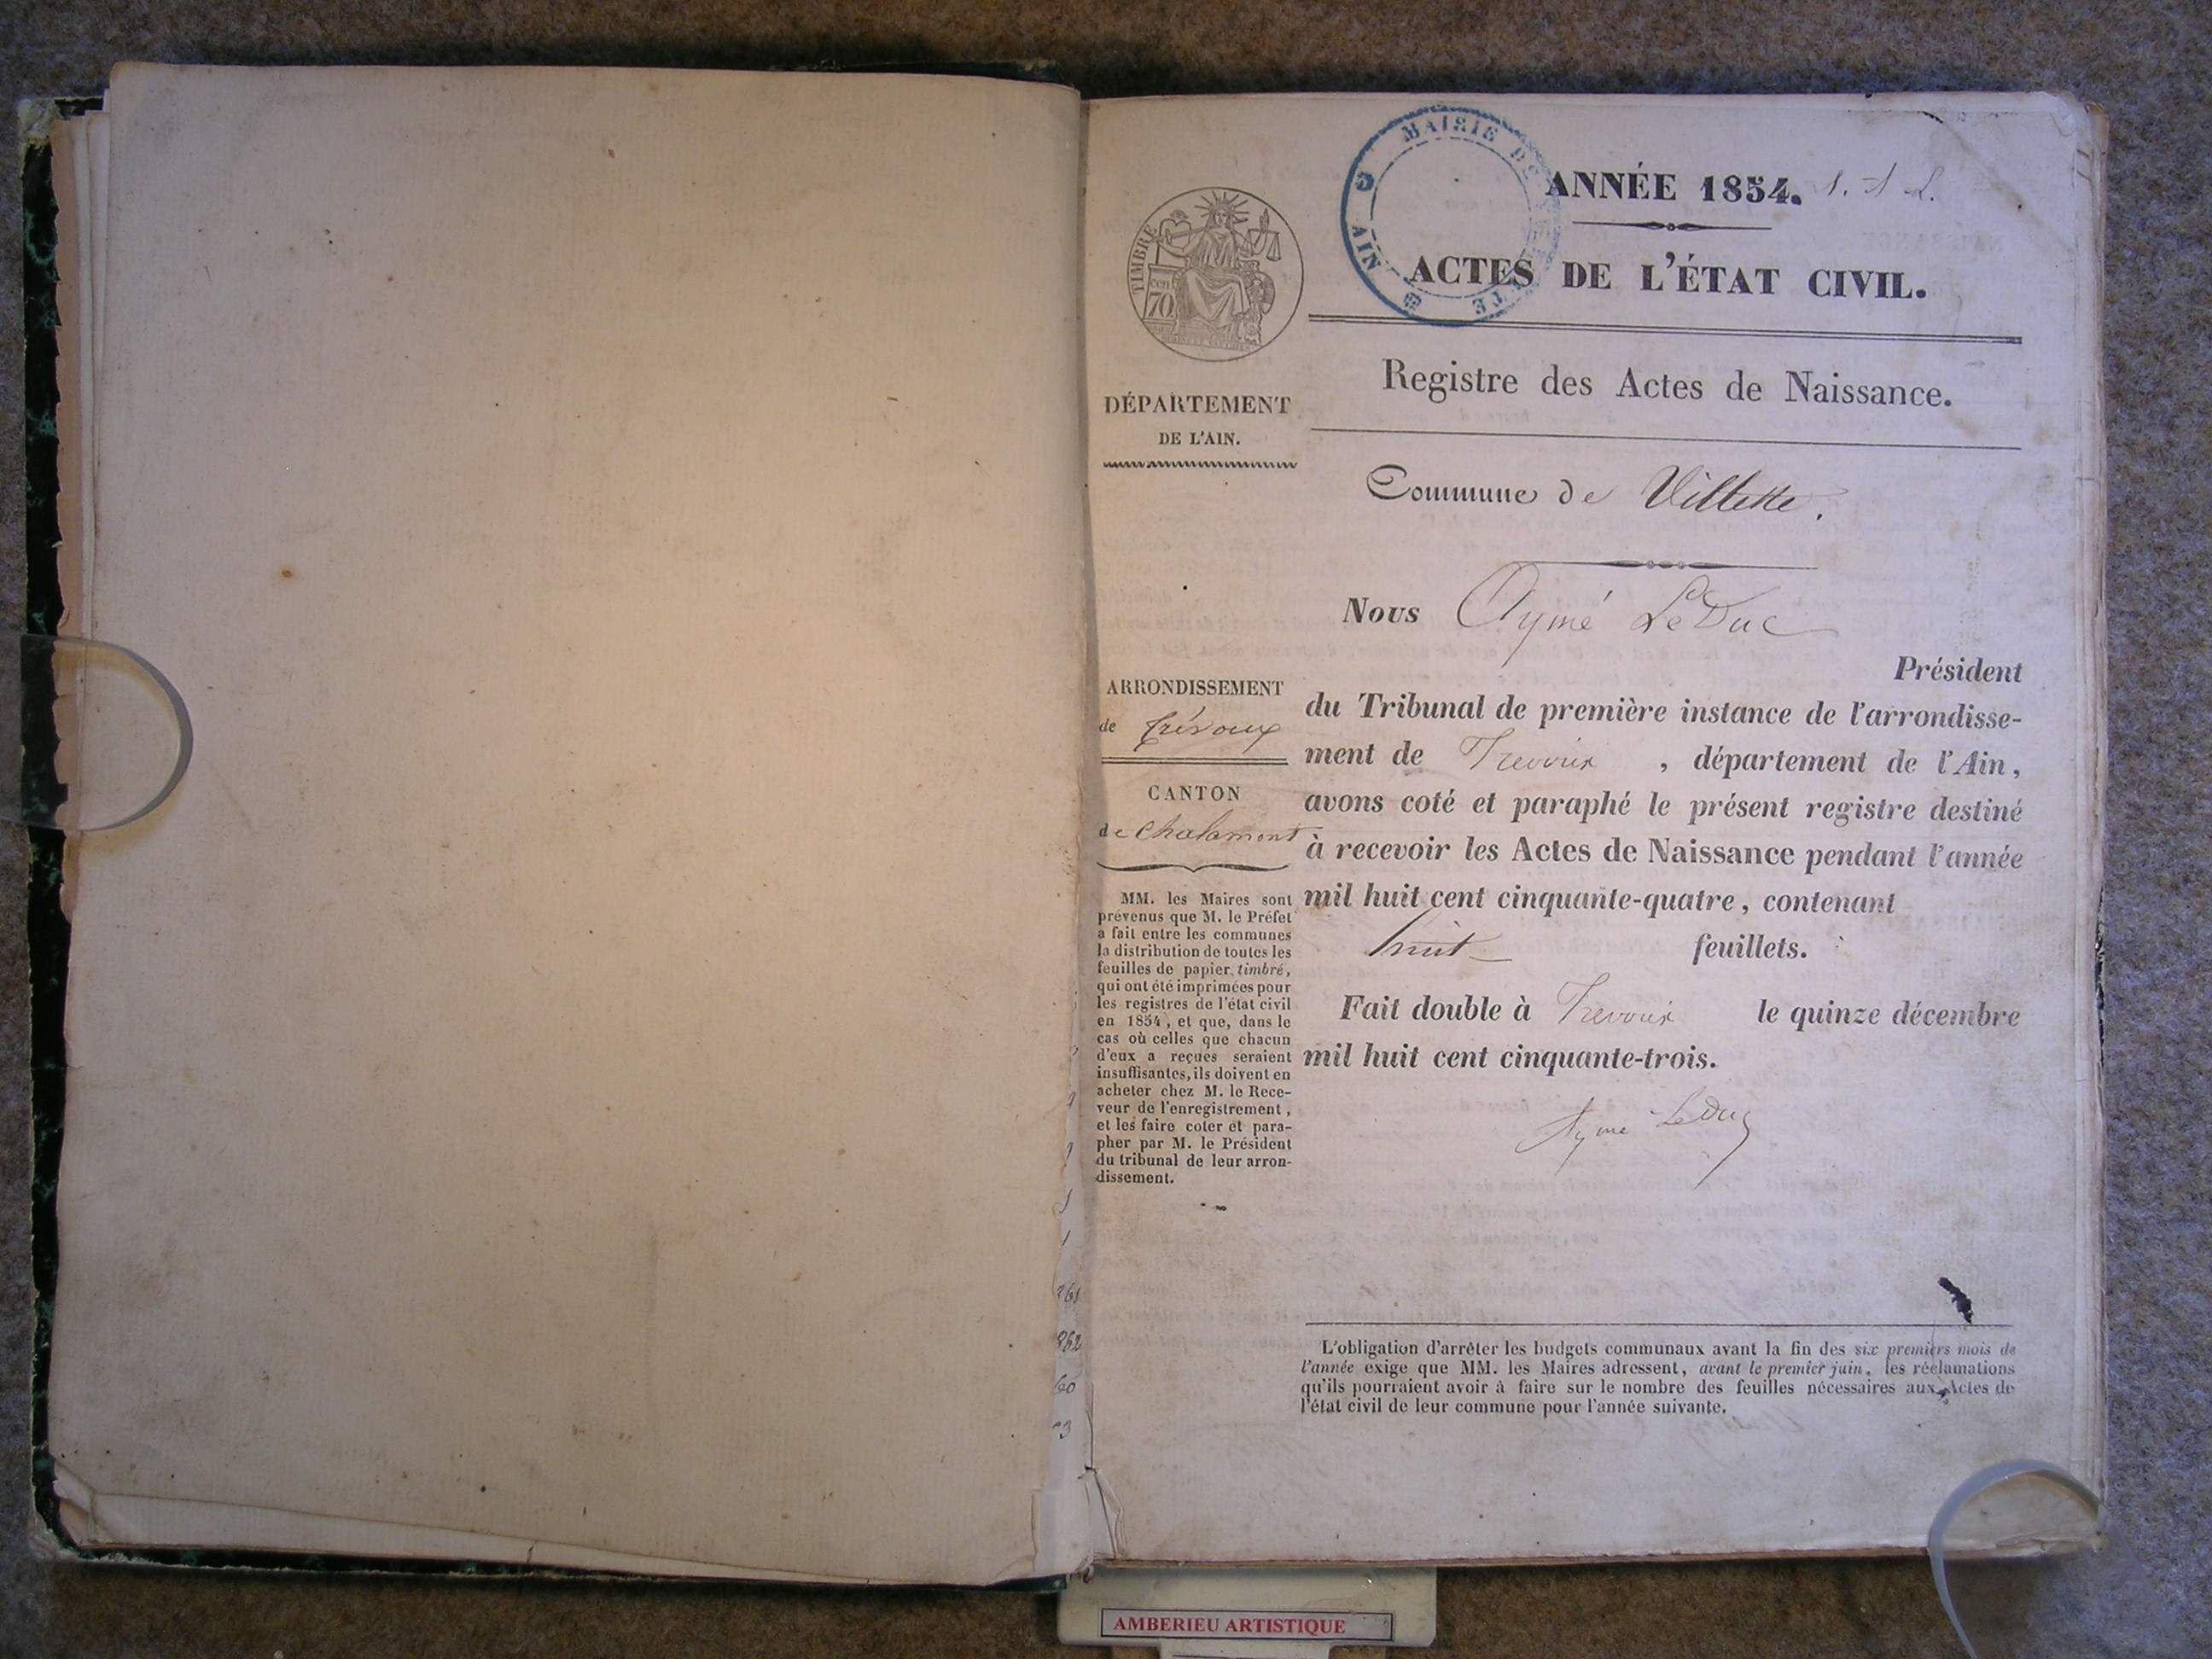 MAIRIE DE VILLETTE
AIN
ANNÉE 1854.
ACTES DE L'ÉTAT CIVIL.
Registre des Actes de Naissance.
Commune de Villette.
TIMBRE
cen
70
DÉPARTEMENT
DE L'AIN.
ARRONDISSEMENT
de Trévoux
CANTON
de Chalamont
MM. les Maires sont
prévenus que M. le Préfet
a fait entre les communes
la distribution de toutes les
feuilles de papier, timbré,
qui ont été imprimées pour
les registres de l'état civil
en 1854, et que, dans le
cas où celles que chacun
d'eux a reçues seraient
insuffisantes, ils doivent en
acheter chez M. le Rece-
veur de l'enregistrement,
et les faire coter et para-
pher par M. le Président
du tribunal de leur arron-
dissement.
Nous Aymé LeDuc
Président
du Tribunal de première instance de l'arrondisse-
ment de Trevoux, département de l'Ain,
avons coté et paraphé le présent registre destiné
à recevoir les Actes de Naissance pendant l'année
mil huit cent cinquante-quatre, contenant
huit feuillets.
Fait double à Trevoux le quinze décembre
mil huit cent cinquante-trois.
Aymé LeDuc
L'obligation d'arrêter les budgets communaux avant la fin des six premiers mois de
l'année exige que MM. les Maires adressent, avant le premier juin, les réclamations
qu'ils pourraient avoir à faire sur le nombre des feuilles nécessaires aux Actes de
l'état civil de leur commune pour l'année suivante.
AMBERIEU ARTISTIQUE